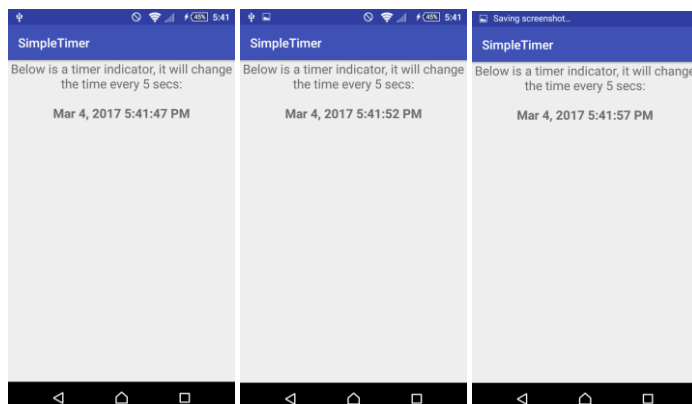 45% 5:41
SimpleTimer
Below is a timer indicator, it will change
the time every 5 secs:
Mar 4, 2017 5:41:47 PM
45% 5:41
SimpleTimer
Below is a timer indicator, it will change
the time every 5 secs:
Mar 4, 2017 5:41:52 PM
Saving screenshot...
SimpleTimer
Below is a timer indicator, it will change
the time every 5 secs:
Mar 4, 2017 5:41:57 PM